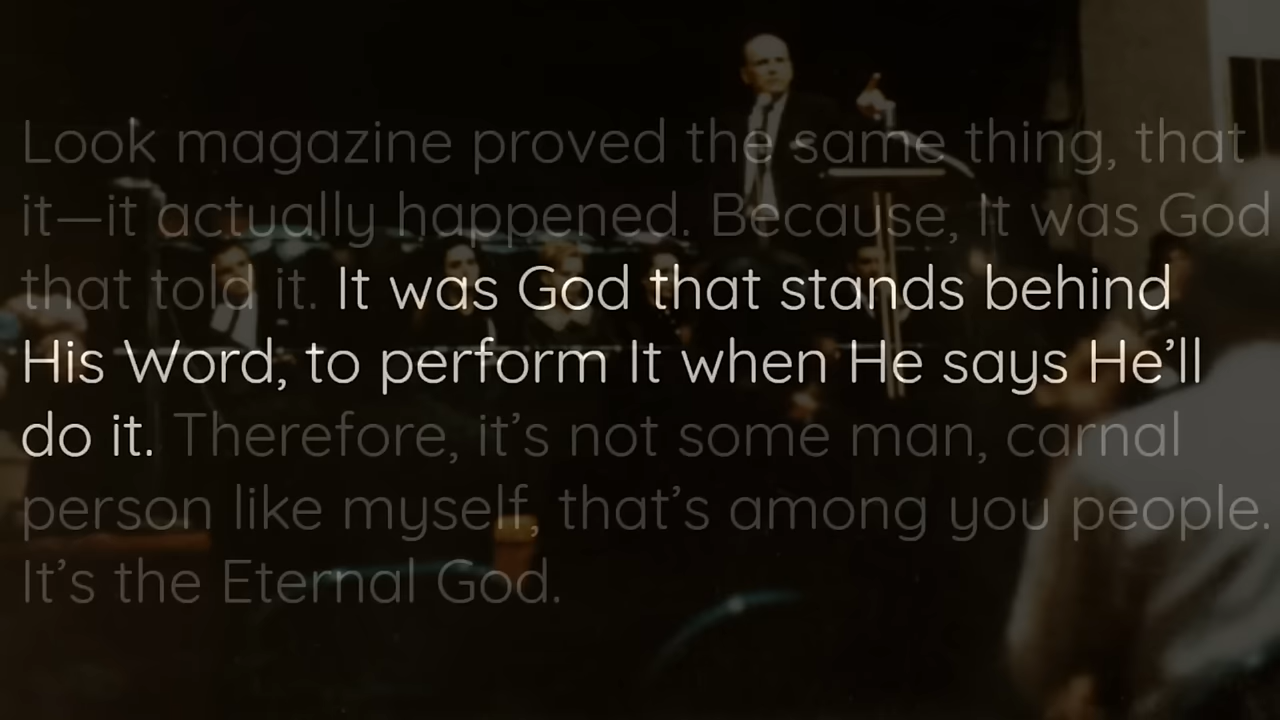 Look magazine proved the same thing, that
it—it actually happened. Because, it was God
that told it. It was God that stands behind
His Word, to perform It when He says He’ll
do it. Therefore, it’s not some man, carnal
person like myself, that’s among you people.
It’s the Eternal God.